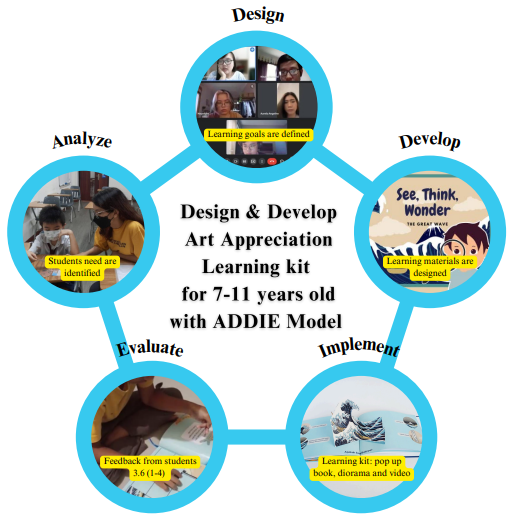 Design
Learning goals are defined
Analyze
Students need are
identified
Develop
See, Think,
Wonder
THE GREAT WAVE
Learning materials are
designed
Design & Develop
Art Appreciation
Learning kit
for 7-11 years old
with ADDIE Model
Evaluate
Feedback from students
3.6 (1-4)
Implement
Learning kit: pop up
book, diorama and video